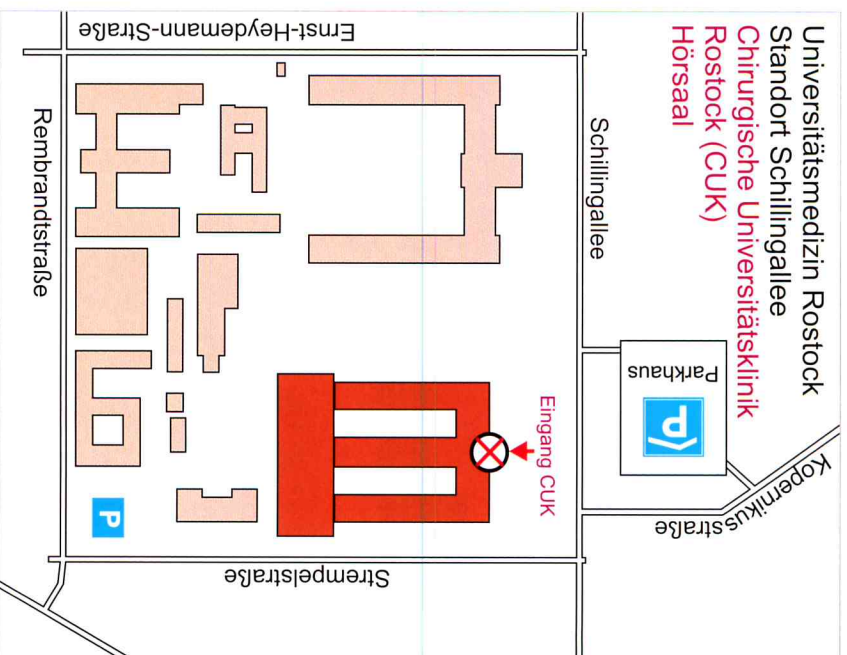 Universitätsmedizin Rostock
Standort Schillingallee
Chirurgische Universitätsklinik
Rostock (CUK)
Hörsaal
Kopernikusstraße
Parkhaus
P
Schillingallee
Eingang CUK
Ernst-Heydemann-Straße
Strempelstraße
P
Rembrandtstraße